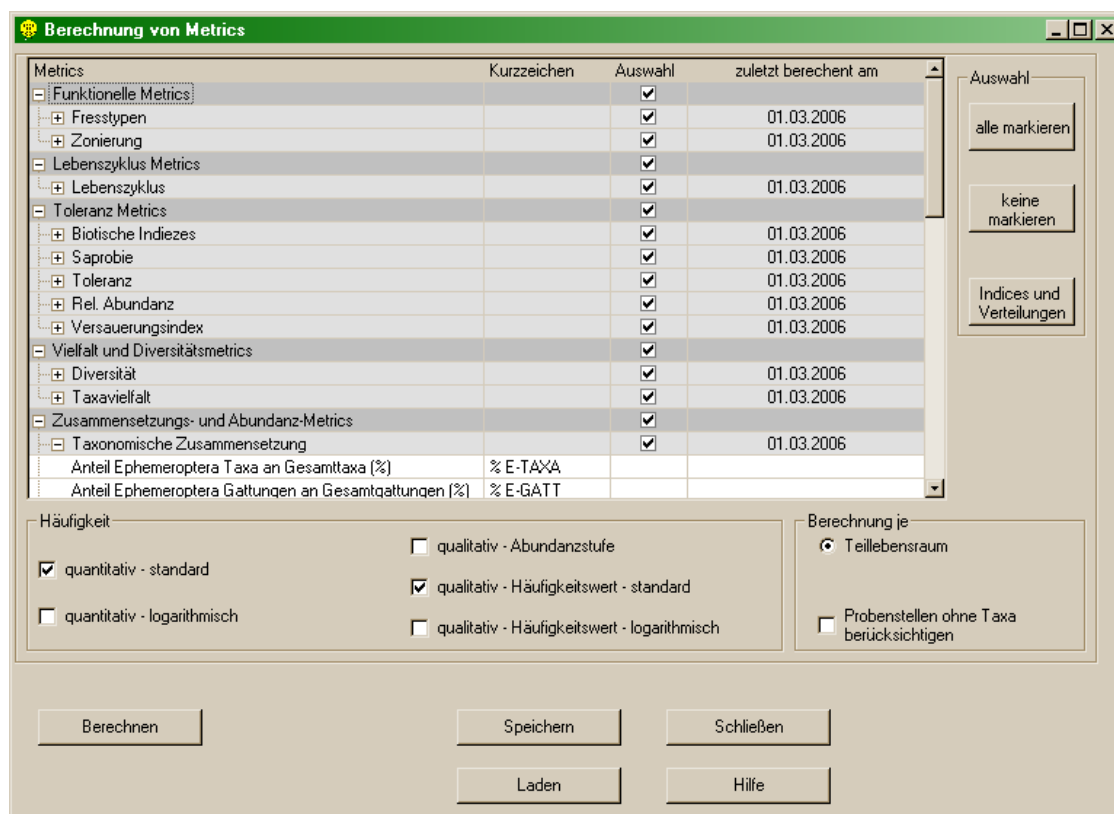 Berechnung von Metrics
Metrics Kurzzeichen Auswahl zuletzt berechent am
Funktionelle Metrics
Fresstypen 01.03.2006
Zonierung 01.03.2006
Lebenszyklus Metrics
Lebenszyklus 01.03.2006
Toleranz Metrics
Biotische Indiezes 01.03.2006
Saprobie 01.03.2006
Toleranz 01.03.2006
Rel. Abundanz 01.03.2006
Versauerungsindex 01.03.2006
Vielfalt und Diversitätsmetrics
Diversität 01.03.2006
Taxavielfalt 01.03.2006
Zusammensetzungs- und Abundanz-Metrics
Taxonomische Zusammensetzung 01.03.2006
Anteil Ephemeroptera Taxa an Gesamttaxa (%) % E-TAXA
Anteil Ephemeroptera Gattungen an Gesamtgattungen (%) % E-GATT
Auswahl
alle markieren
keine
markieren
Indices und
Verteilungen
Häufigkeit
quantitativ - standard
quantitativ - logarithmisch
qualitativ - Abundanzstufe
qualitativ - Häufigkeitswert - standard
qualitativ - Häufigkeitswert - logarithmisch
Berechnung je
Teillebensraum
Probenstellen ohne Taxa
berücksichtigen
Berechnen
Speichern
Schließen
Laden
Hilfe